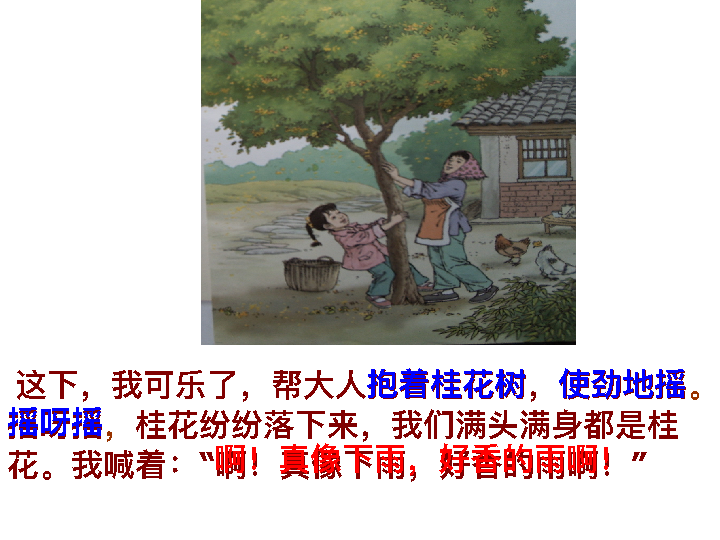 这下，我可乐了，帮大人抱着桂花树，使劲地摇。
摇呀摇，桂花纷纷落下来，我们满头满身都是桂
花。我喊着：“啊！真像下雨，好香的雨啊！”